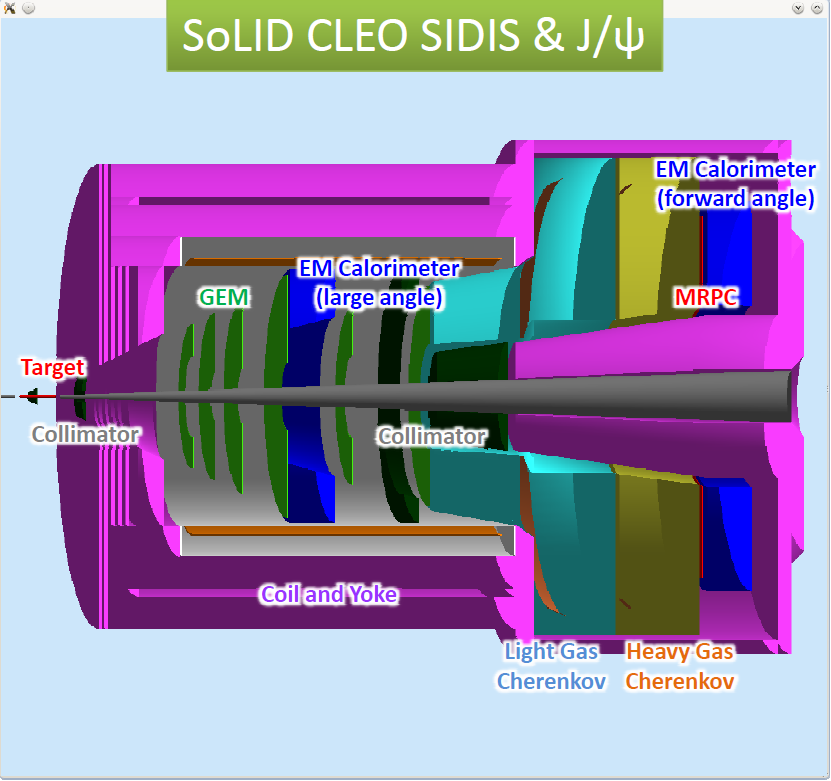 SoLID CLEO SIDIS & J/ψ
EM Calorimeter
(forward angle)
EM Calorimeter
(large angle)
GEM
MRPC
Target
Collimator
Collimator
Coil and Yoke
Light Gas
Cherenkov
Heavy Gas
Cherenkov